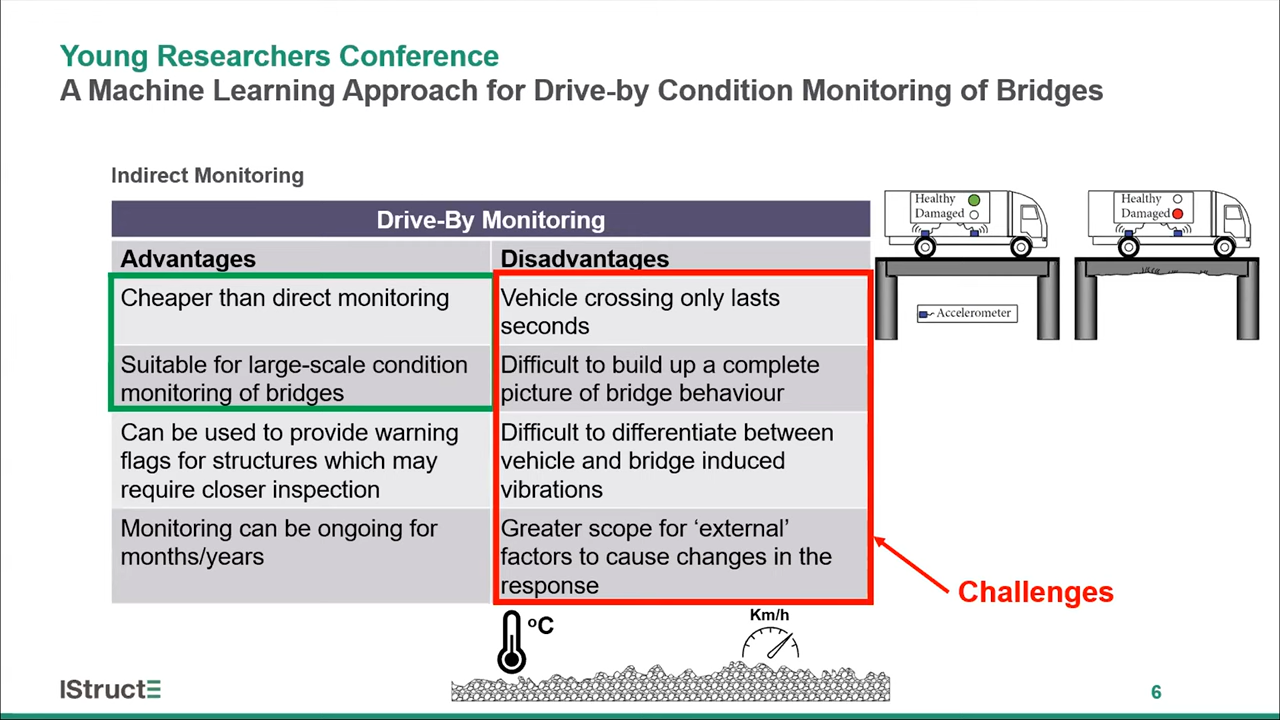 Young Researchers Conference
A Machine Learning Approach for Drive-by Condition Monitoring of Bridges
Indirect Monitoring
Drive-By Monitoring
Advantages
Disadvantages
Cheaper than direct monitoring
Vehicle crossing only lasts
seconds
Suitable for large-scale condition
monitoring of bridges
Difficult to build up a complete
picture of bridge behaviour
Can be used to provide warning
flags for structures which may
require closer inspection
Difficult to differentiate between
vehicle and bridge induced
vibrations
Monitoring can be ongoing for
months/years
Greater scope for ‘external’
factors to cause changes in the
response
Healthy
Damaged
Healthy
Damaged
Accelerometer
Challenges
ºC
Km/h
IStructE
6